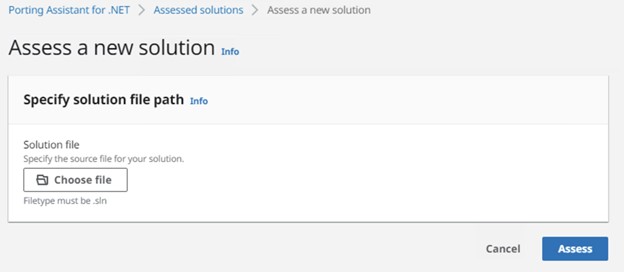 Porting Assistant for .NET > Assessed solutions > Assess a new solution
Assess a new solution Info
Specify solution file path Info
Solution file
Specify the source file for your solution.
Choose file
Filetype must be .sln
Cancel Assess